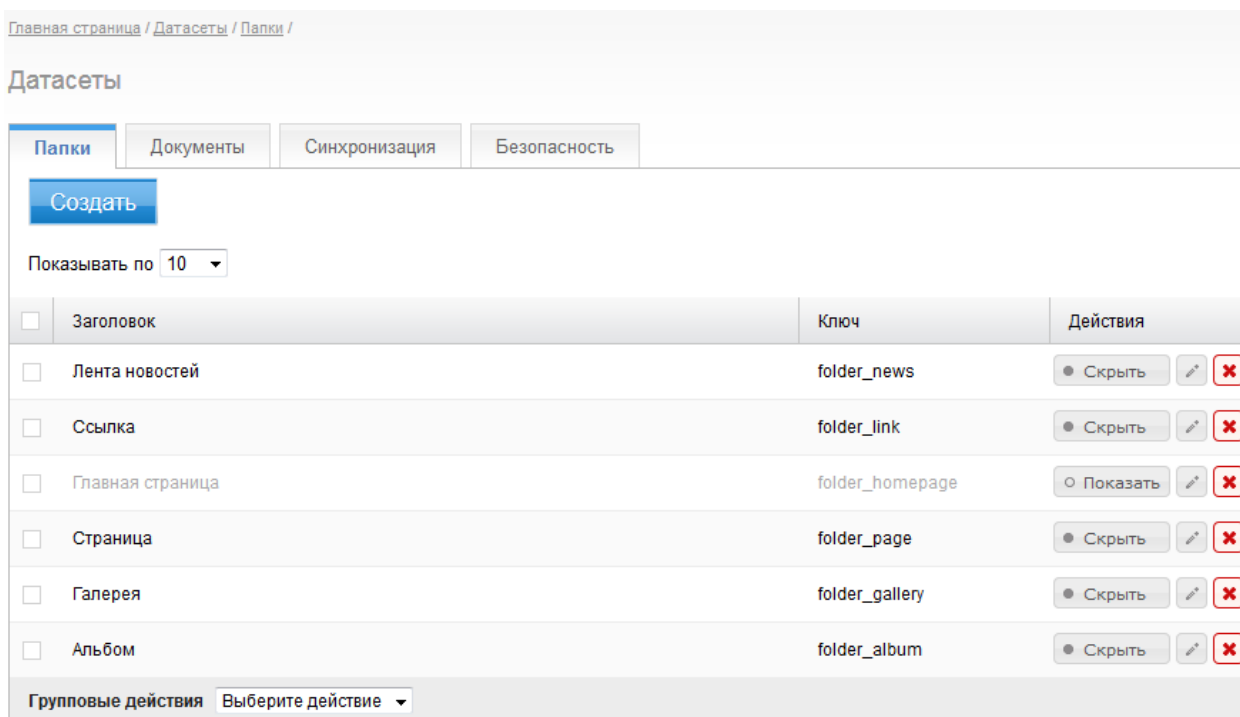 Главная страница / Датасеты / Папки /
Датасеты
Папки Документы Синхронизация Безопасность
Создать
Показывать по 10
Заголовок Ключ Действия
Лента новостей folder_news Скрыть
Ссылка folder_link Скрыть
Главная страница folder_homepage Показать
Страница folder_page Скрыть
Галерея folder_gallery Скрыть
Альбом folder_album Скрыть
Групповые действия Выберите действие